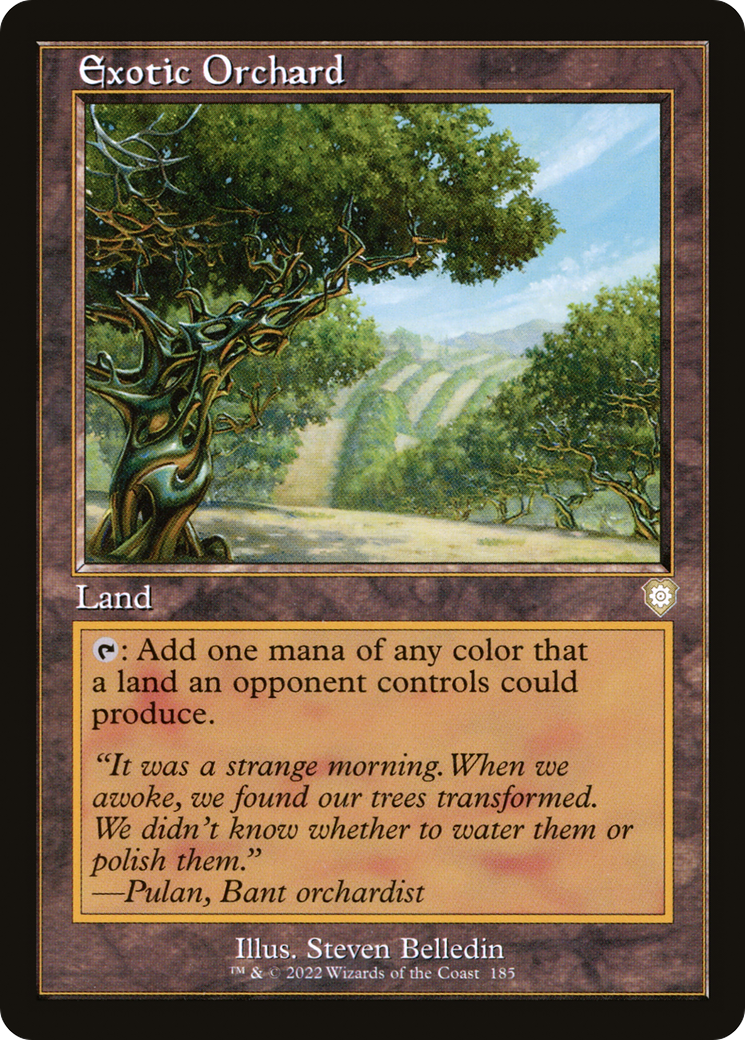 Exotic Orchard
Land
: Add one mana of any color that
a land an opponent controls could
produce.
“It was a strange morning. When we
awoke, we found our trees transformed.
We didn’t know whether to water them or
polish them.”
—Pulan, Bant orchardist
Illus. Steven Belledin
™ & © 2022 Wizards of the Coast 185